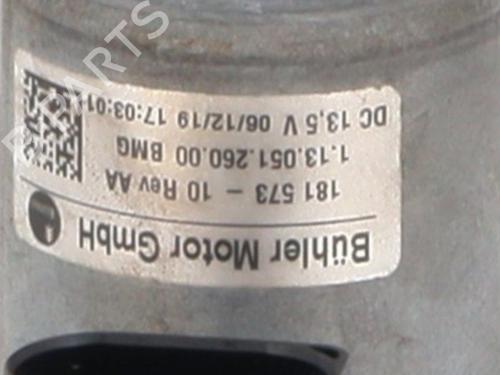 Bühler Motor GmbH
181 573 - 10 Rev AA
1.13.051.260.00 BMG
DC 13,5 V 06/12/19 17:03:01
PARTS